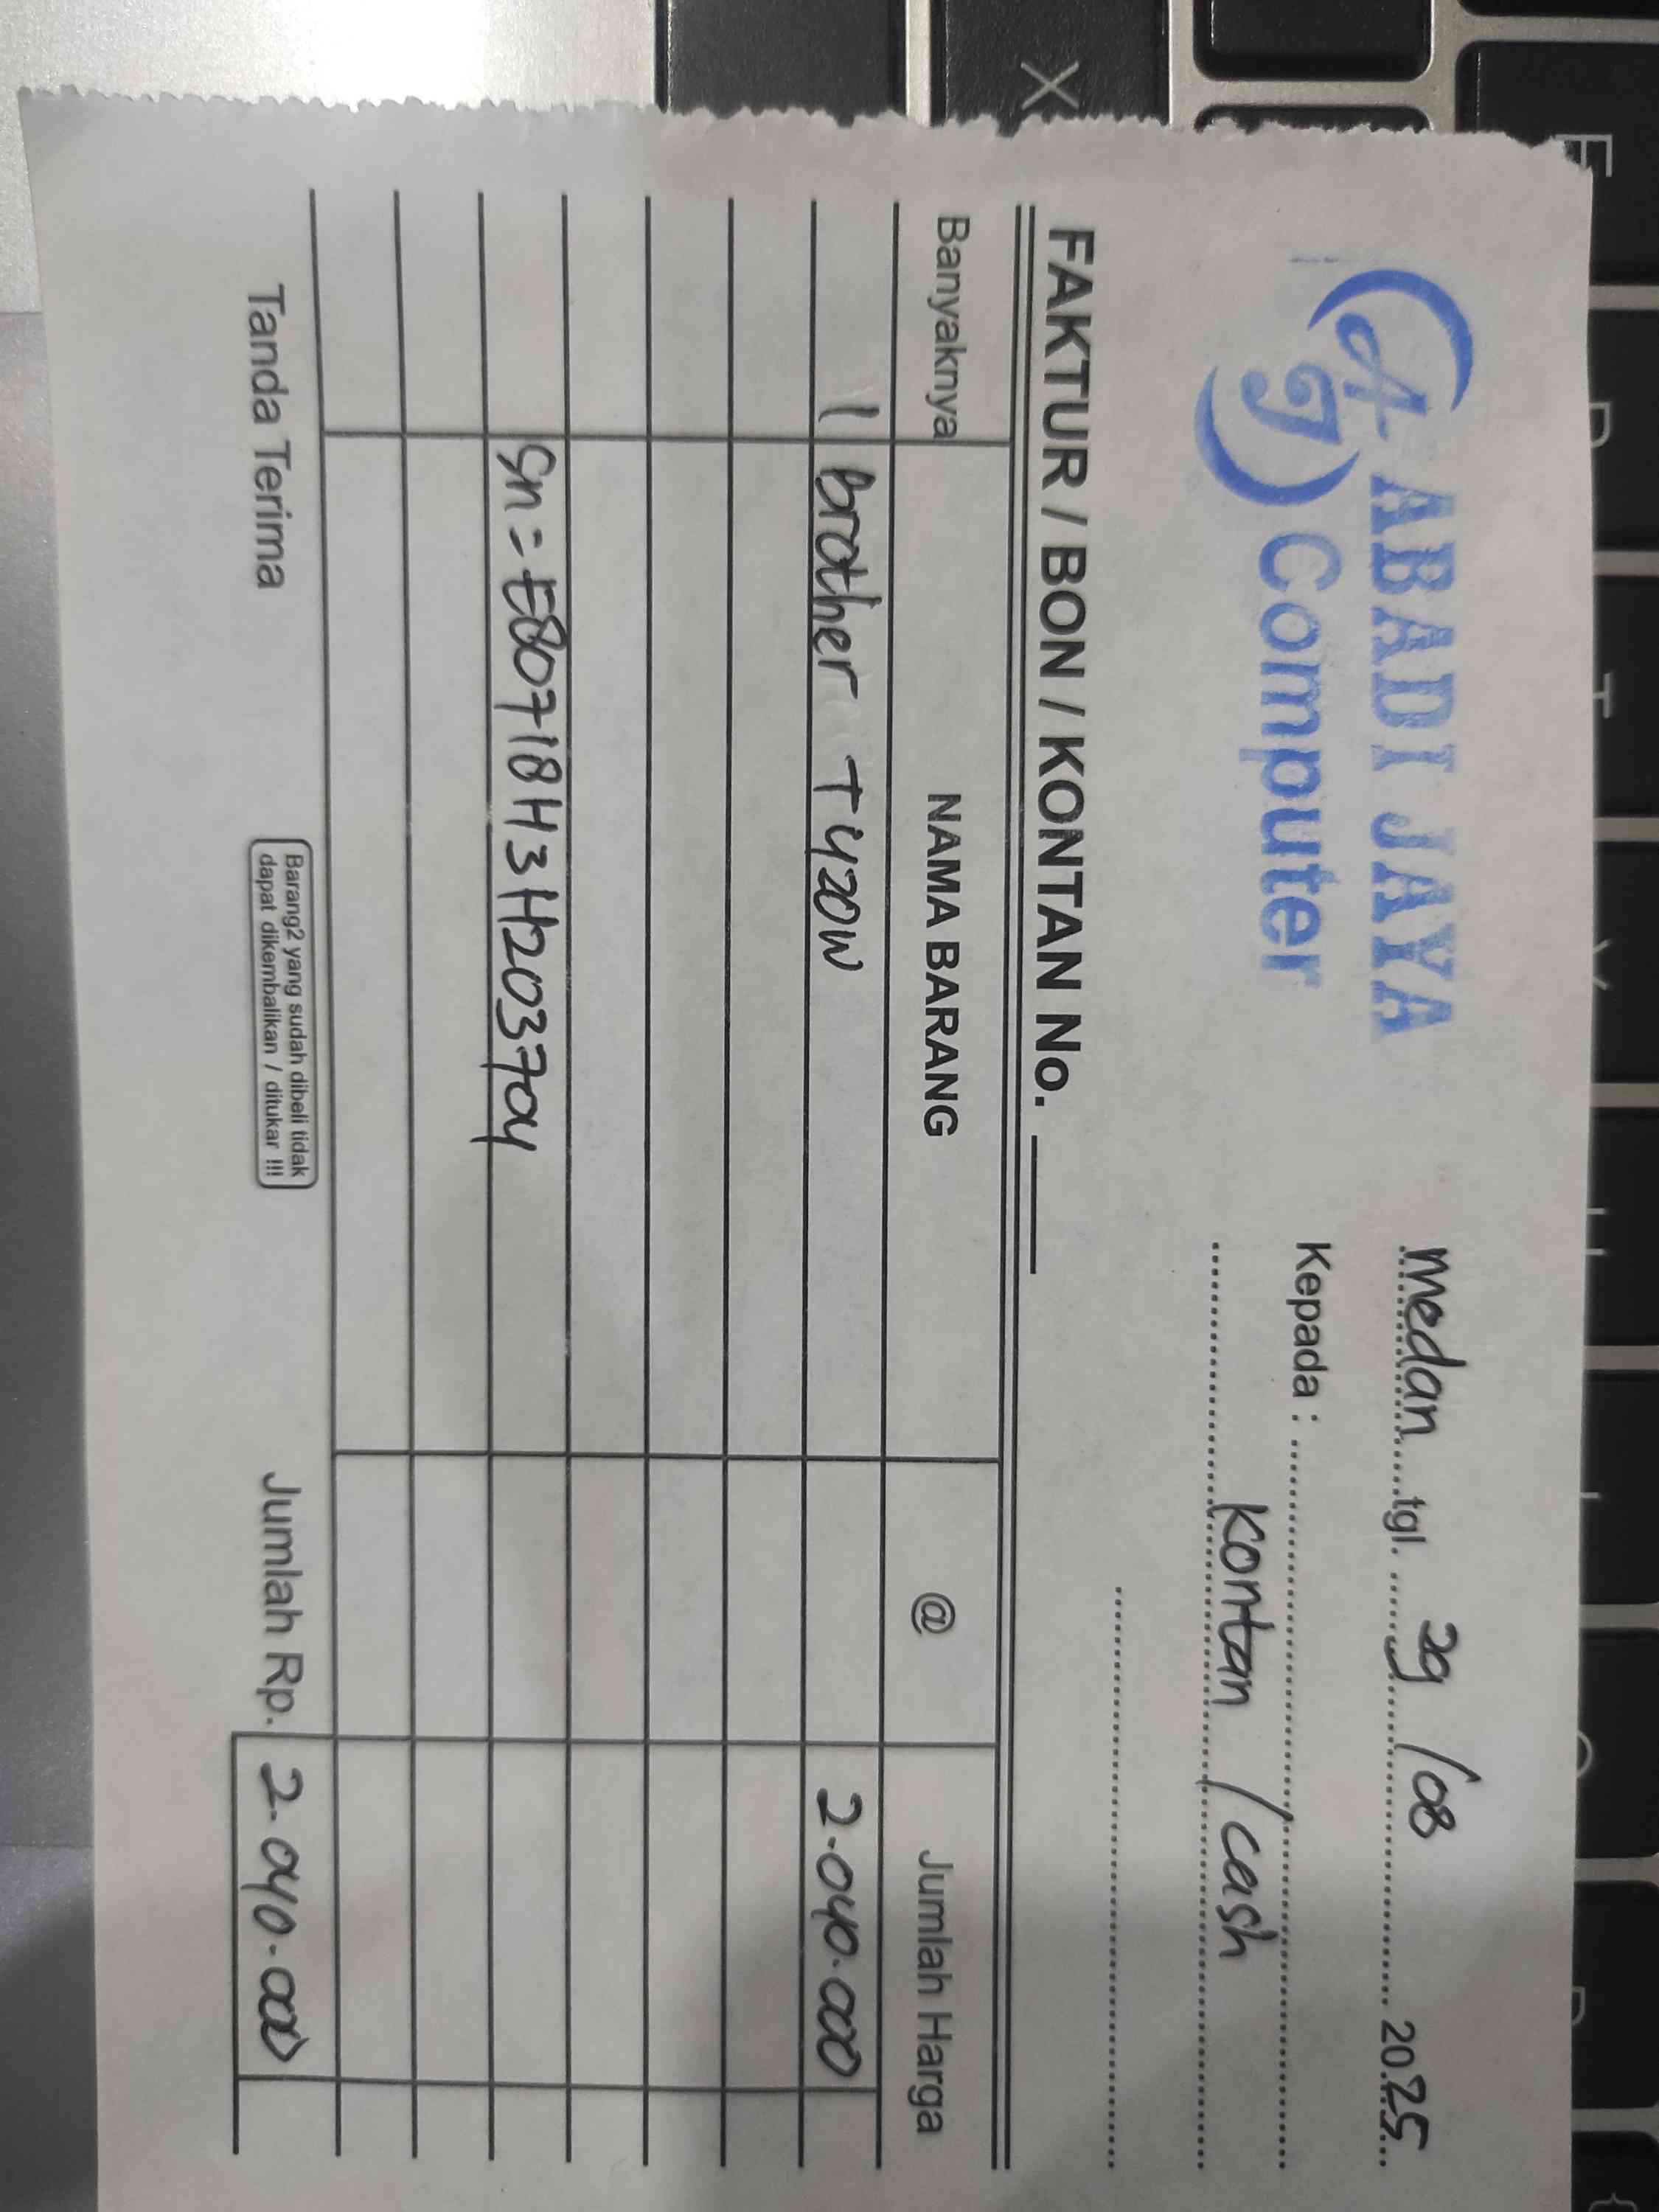 AJ ABADI JAYA
Computer
Medan tgl. 29/08 2025
Kepada :
Kontan / Cash
FAKTUR / BON / KONTAN No.
Banyaknya NAMA BARANG @ Jumlah Harga
1 Brother T420W 2.040.000
Sn = E80718H3H203704
Tanda Terima
Barang2 yang sudah dibeli tidak
dapat dikembalikan / ditukar !!!
Jumlah Rp. 2.040.000